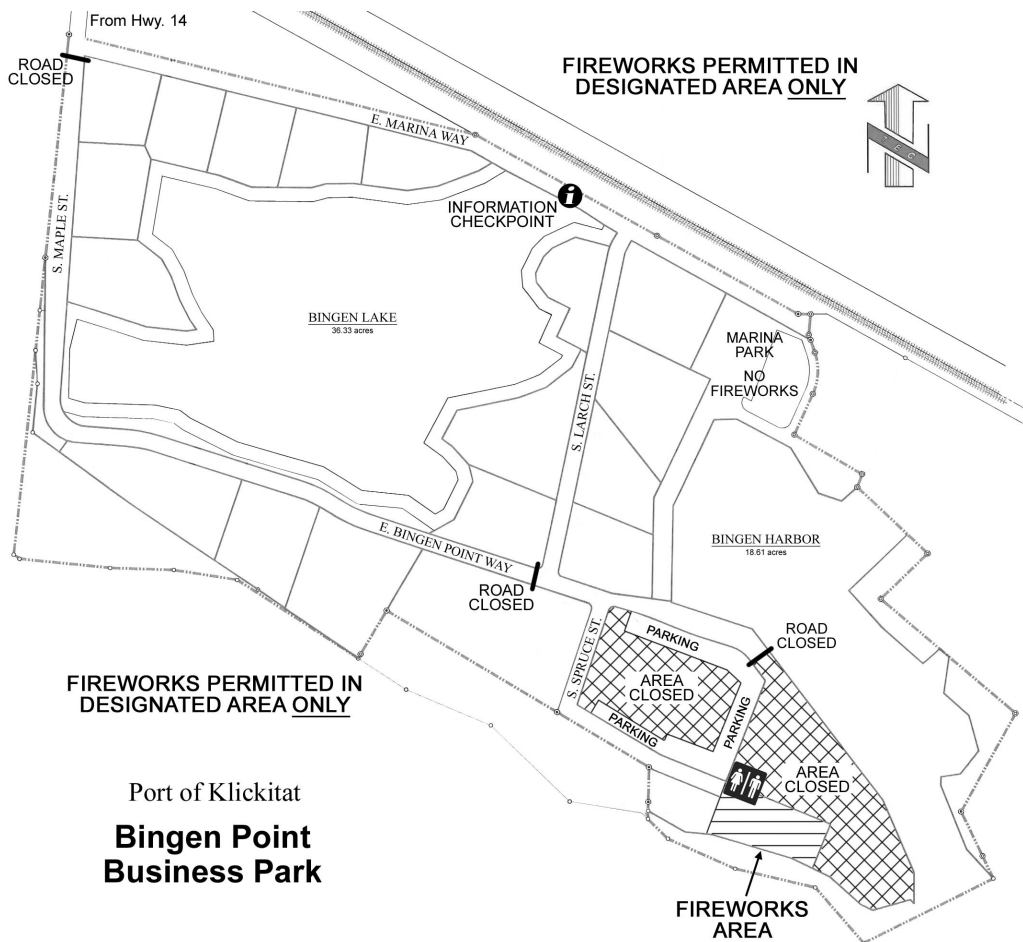 From Hwy. 14
ROAD
CLOSED
FIREWORKS PERMITTED IN
DESIGNATED AREA ONLY
E. MARINA WAY
INFORMATION
CHECKPOINT
S. MAPLE ST.
BINGEN LAKE
36.33 acres
MARINA
PARK
NO
FIREWORKS
S. LARCH ST.
E. BINGEN POINT WAY
BINGEN HARBOR
18.61 acres
ROAD
CLOSED
S. SPRUCE ST.
PARKING
ROAD
CLOSED
AREA
CLOSED
PARKING
PARKING
AREA
CLOSED
FIREWORKS PERMITTED IN
DESIGNATED AREA ONLY
Port of Klickitat
Bingen Point
Business Park
FIREWORKS
AREA